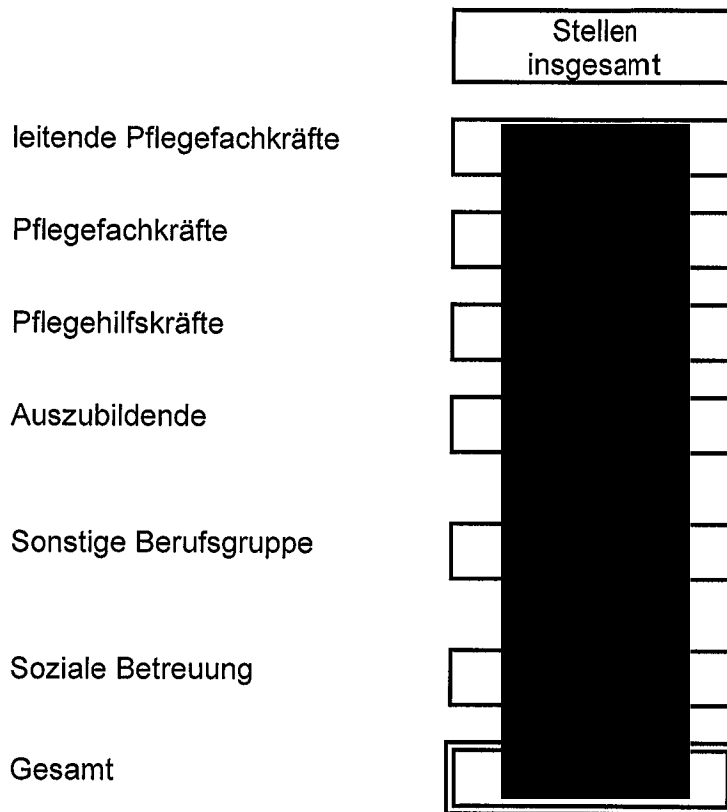 Stellen
insgesamt
leitende Pflegefachkräfte
Pflegefachkräfte
Pflegehilfskräfte
Auszubildende
Sonstige Berufsgruppe
Soziale Betreuung
Gesamt